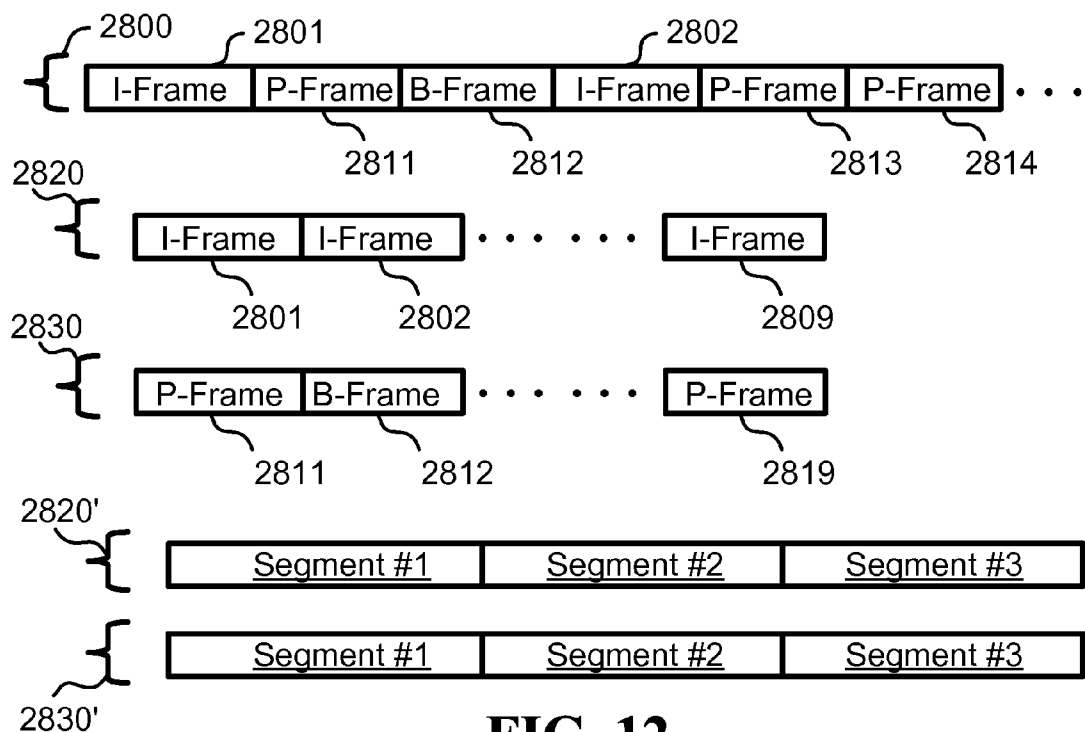 2800 2801 2802
I-Frame P-Frame B-Frame I-Frame P-Frame P-Frame . . .
2811 2812 2813 2814
2820
I-Frame I-Frame . . . . . . I-Frame
2801 2802 2809
2830
P-Frame B-Frame . . . . . . P-Frame
2811 2812 2819
2820'
Segment #1 Segment #2 Segment #3
Segment #1 Segment #2 Segment #3
2830'
FIG. 12